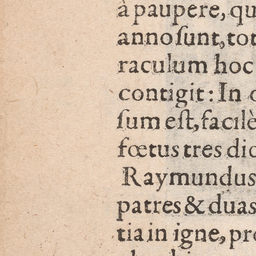 à paupere, qu
anno ſunt, tot
raculum hoc
contigit: In
ſum eſt, facilè
fœtus tres dic
Raymundus
patres & duas
tia in igne, pr